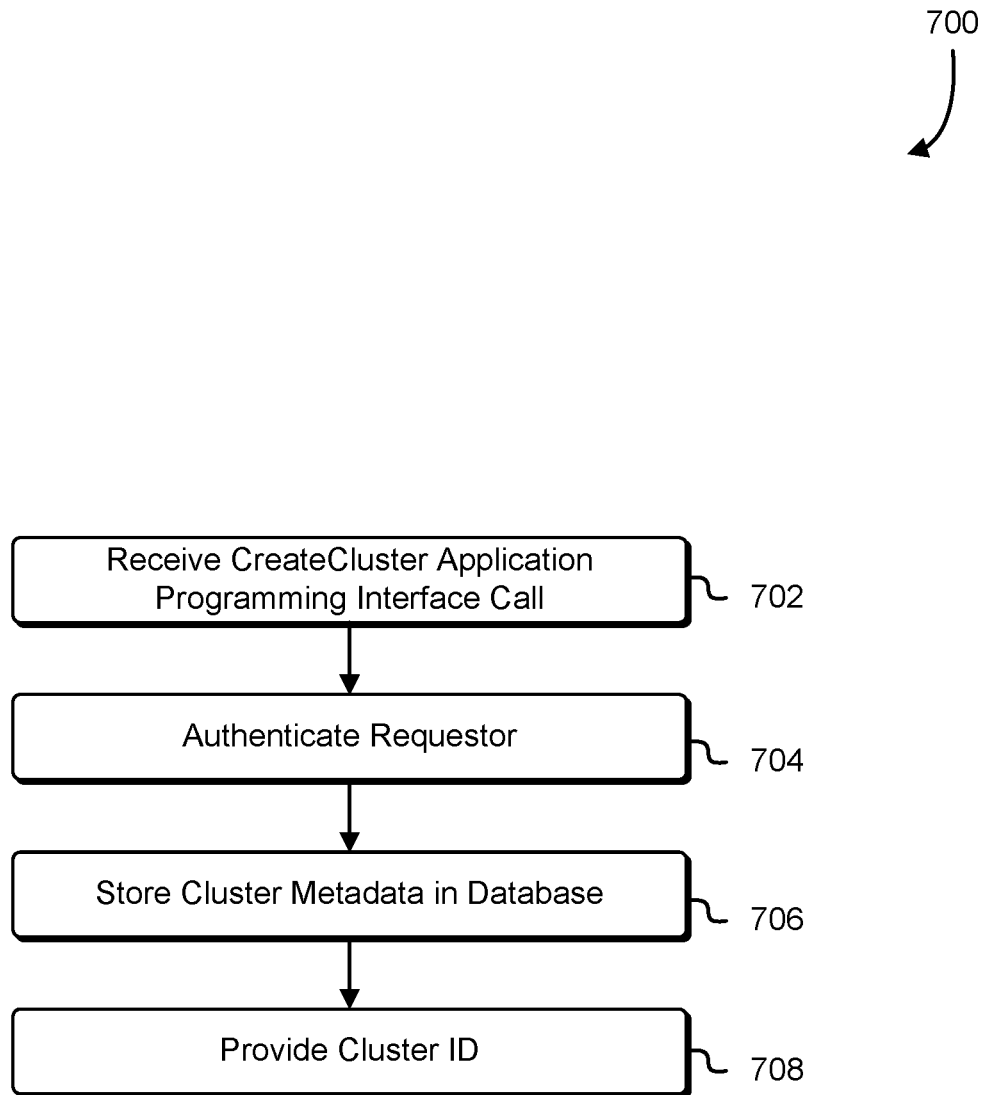 700
Receive CreateCluster Application
Programming Interface Call
702
Authenticate Requestor
704
Store Cluster Metadata in Database
706
Provide Cluster ID
708